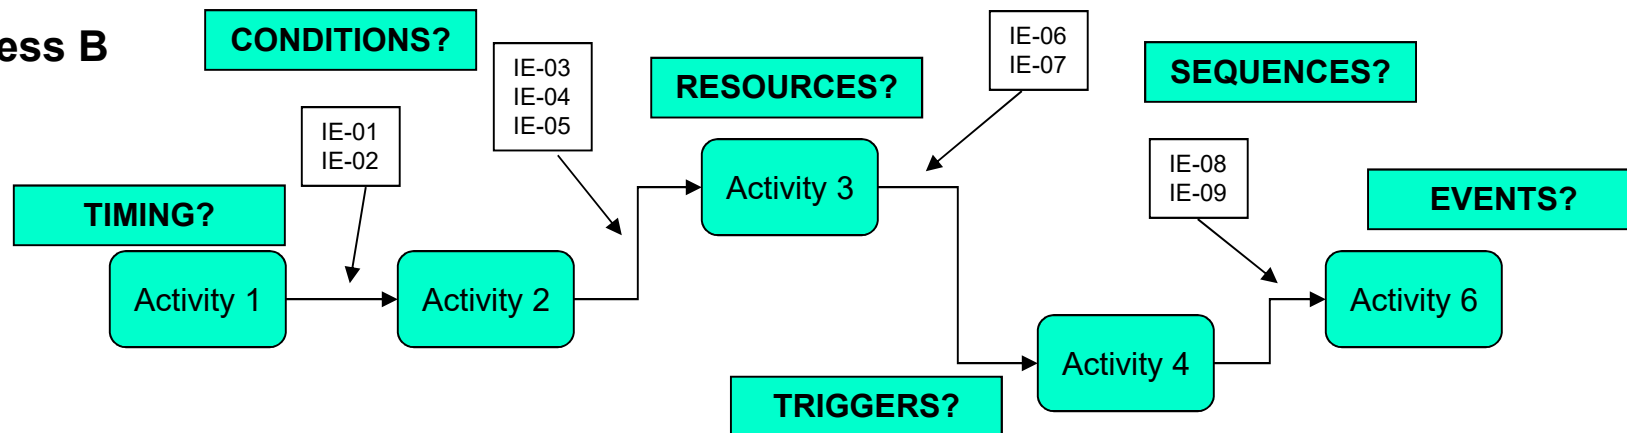 ess B
CONDITIONS?
IE-03
IE-04
IE-05
RESOURCES?
IE-06
IE-07
SEQUENCES?
IE-01
IE-02
IE-08
IE-09
TIMING?
Activity 3
EVENTS?
Activity 1
Activity 2
Activity 6
Activity 4
TRIGGERS?